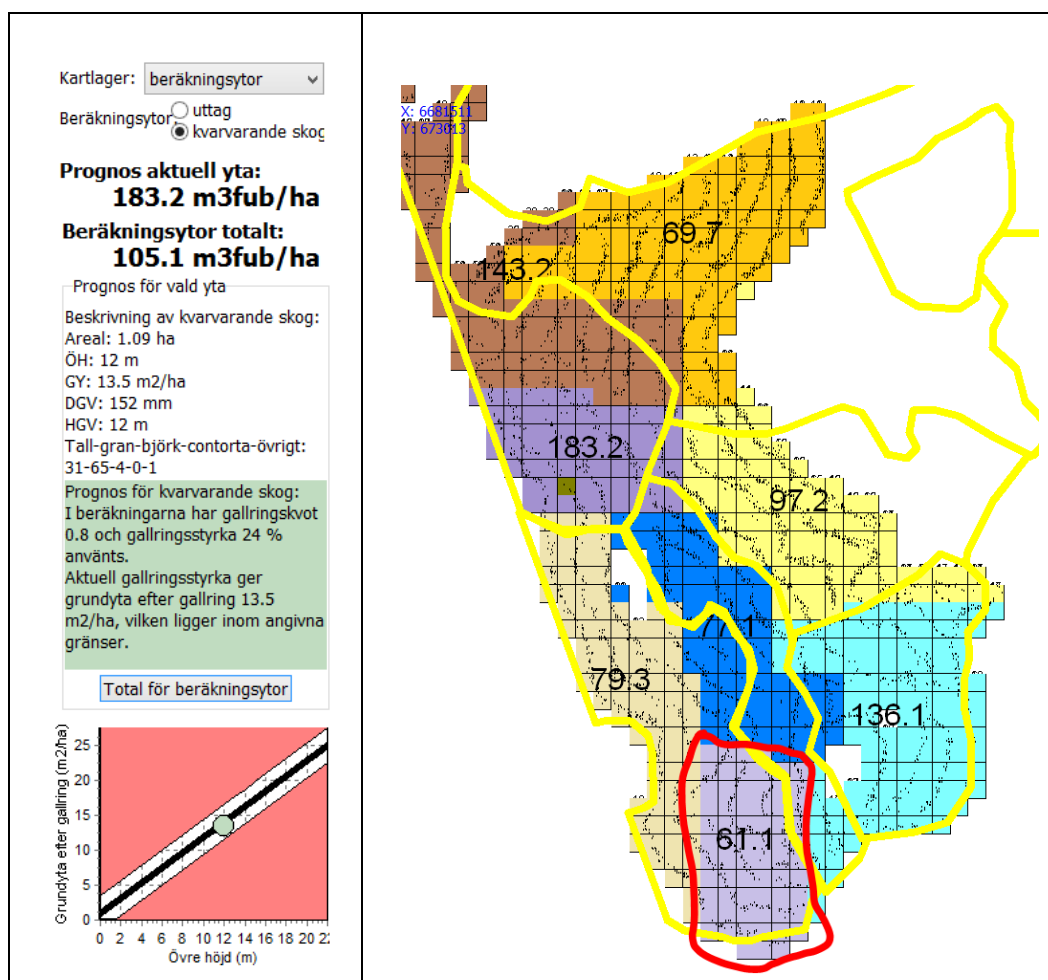 Kartlager:
beräkningsytor
Beräkningsytor
uttag
kvarvarande skog
Prognos aktuell yta:
183.2 m3fub/ha
Beräkningsytor totalt:
105.1 m3fub/ha
Prognos för vald yta
Beskrivning av kvarvarande skog:
Areal: 1.09 ha
ÖH: 12 m
GY: 13.5 m2/ha
DGV: 152 mm
HGV: 12 m
Tall-gran-björk-contorta-övrigt:
31-65-4-0-1
Prognos för kvarvarande skog:
I beräkningarna har gallringskvot
0.8 och gallringsstyrka 24 %
använts.
Aktuell gallringsstyrka ger
grundyta efter gallring 13.5
m2/ha, vilken ligger inom angivna
gränser.
Total för beräkningsytor
Grundyta efter gallring (m2/ha)
25
20
15
10
5
0
0 2 4 6 8 10 12 14 16 18 20 22
Övre höjd (m)
X: 6681511
Y: 673013
69.7
143.2
183.2
97.2
77.1
79.3
136.1
61.1